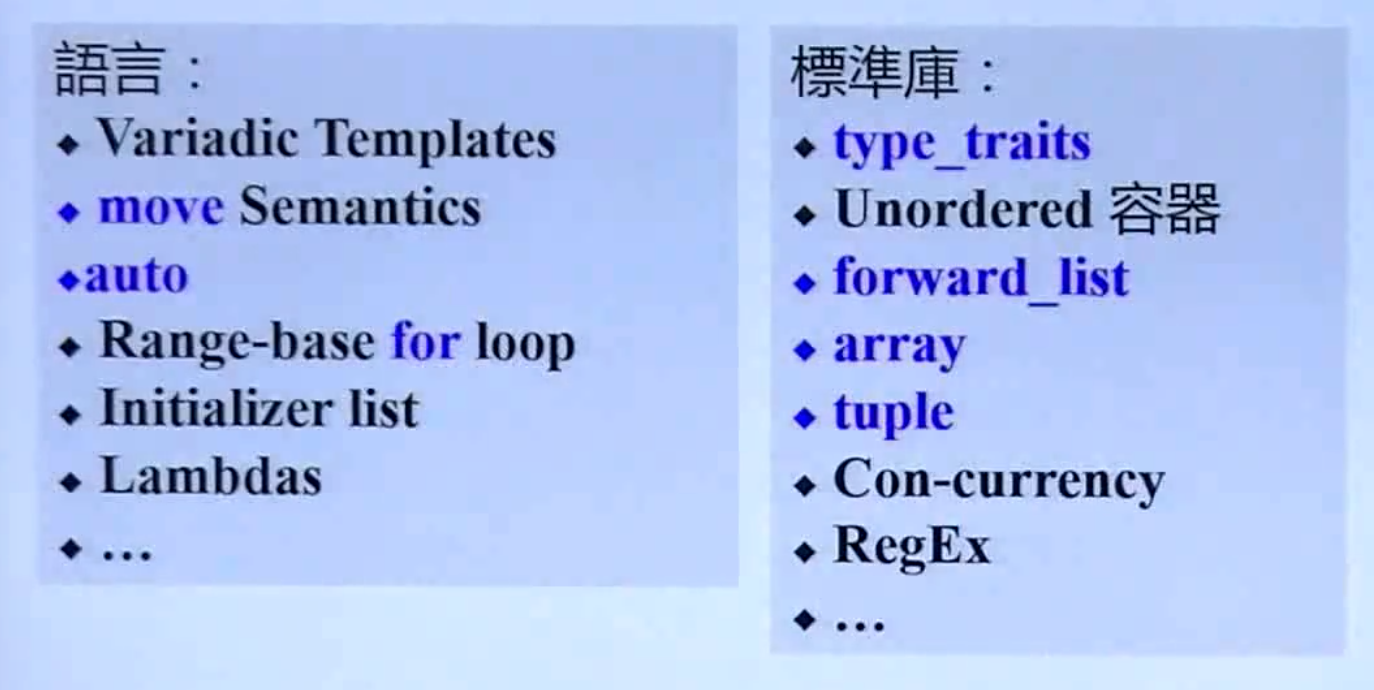 語言：
◆ Variadic Templates
◆ move Semantics
◆auto
◆ Range-base for loop
◆ Initializer list
◆ Lambdas
◆ …
標準庫：
◆ type_traits
◆ Unordered 容器
◆ forward_list
◆ array
◆ tuple
◆ Con-currency
◆ RegEx
◆ …